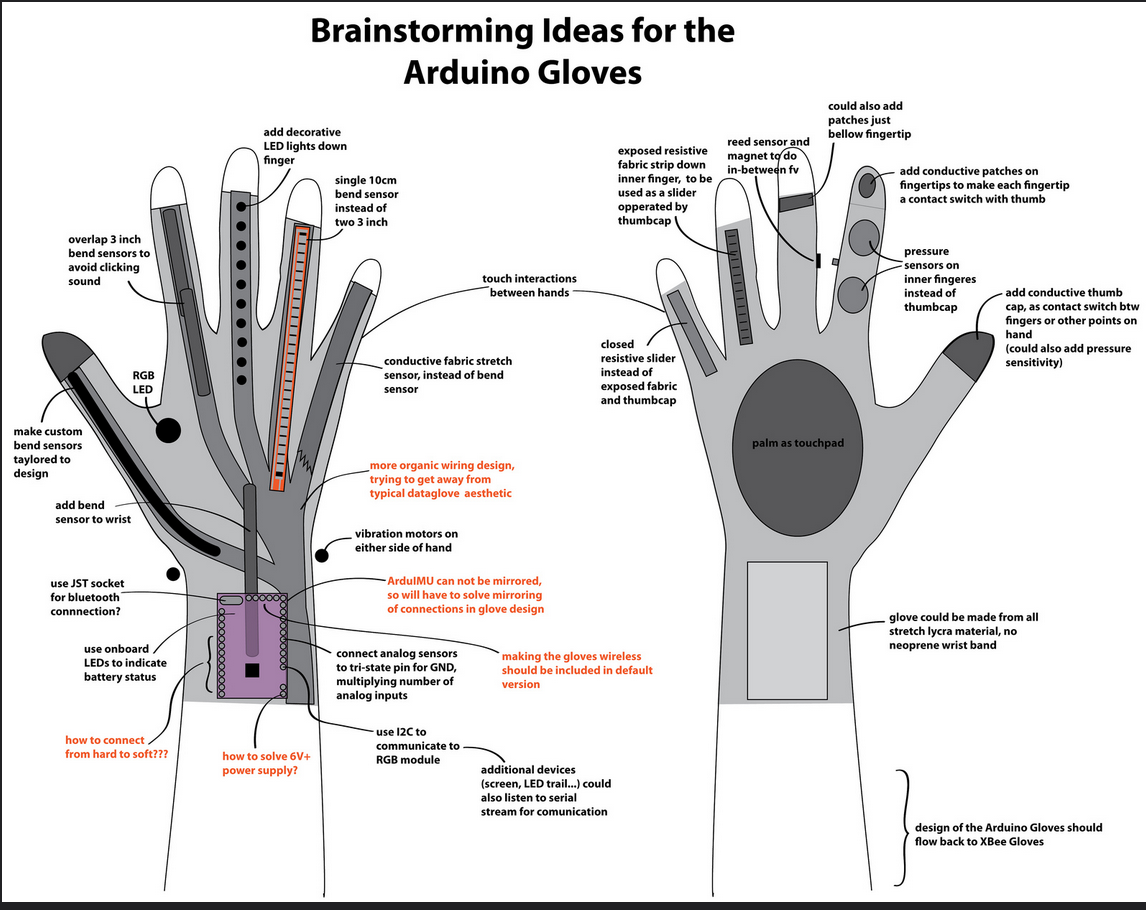 Brainstorming Ideas for the
Arduino Gloves
add decorative
LED lights down
finger
single 10cm
bend sensor
instead of
two 3 inch
overlap 3 inch
bend sensors to
avoid clicking
sound
RGB
LED
make custom
bend sensors
taylored to
design
add bend
sensor to wrist
use JST socket
for bluetooth
connnection?
use onboard
LEDs to indicate
battery status
how to connect
from hard to soft???
how to solve 6V+
power supply?
touch interactions
between hands
conductive fabric stretch
sensor, instead of bend
sensor
more organic wiring design,
trying to get away from
typical dataglove aesthetic
vibration motors on
either side of hand
ArduIMU can not be mirrored,
so will have to solve mirroring
of connections in glove design
connect analog sensors
to tri-state pin for GND,
multiplying number of
analog inputs
making the gloves wireless
should be included in default
version
use I2C to
communicate to
RGB module
additional devices
(screen, LED trail...) could
also listen to serial
stream for comunication
could also add
patches just
bellow fingertip
reed sensor and
magnet to do
in-between fv
exposed resistive
fabric strip down
inner finger, to be
used as a slider
opperated by
thumbcap
add conductive patches on
fingertips to make each fingertip
a contact switch with thumb
pressure
sensors on
inner fingeres
instead of
thumbcap
add conductive thumb
cap, as contact switch btw
fingers or other points on
hand
(could also add pressure
sensitivity)
closed
resistive slider
instead of
exposed fabric
and thumbcap
palm as touchpad
glove could be made from all
stretch lycra material, no
neoprene wrist band
design of the Arduino Gloves should
flow back to XBee Gloves